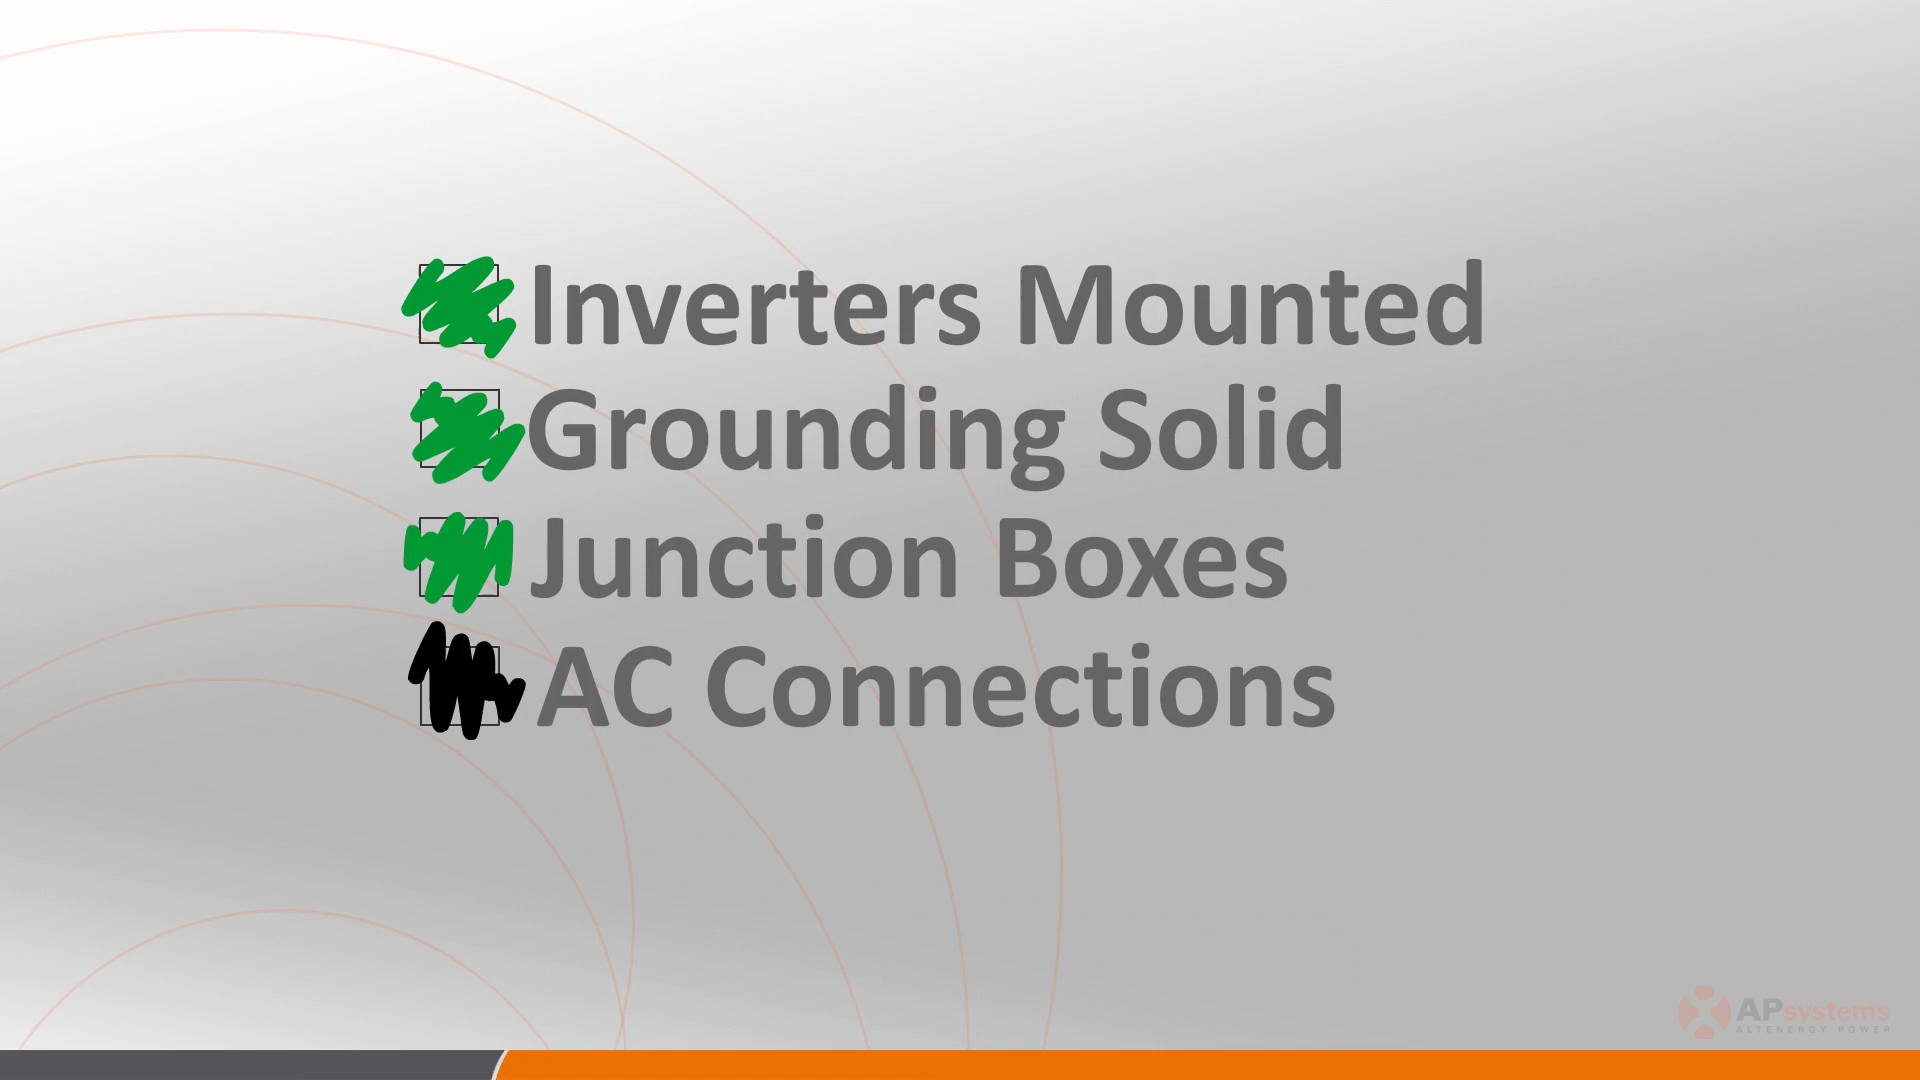 Inverters Mounted
Grounding Solid
Junction Boxes
AC Connections
APsystems
ALTENERGY POWER